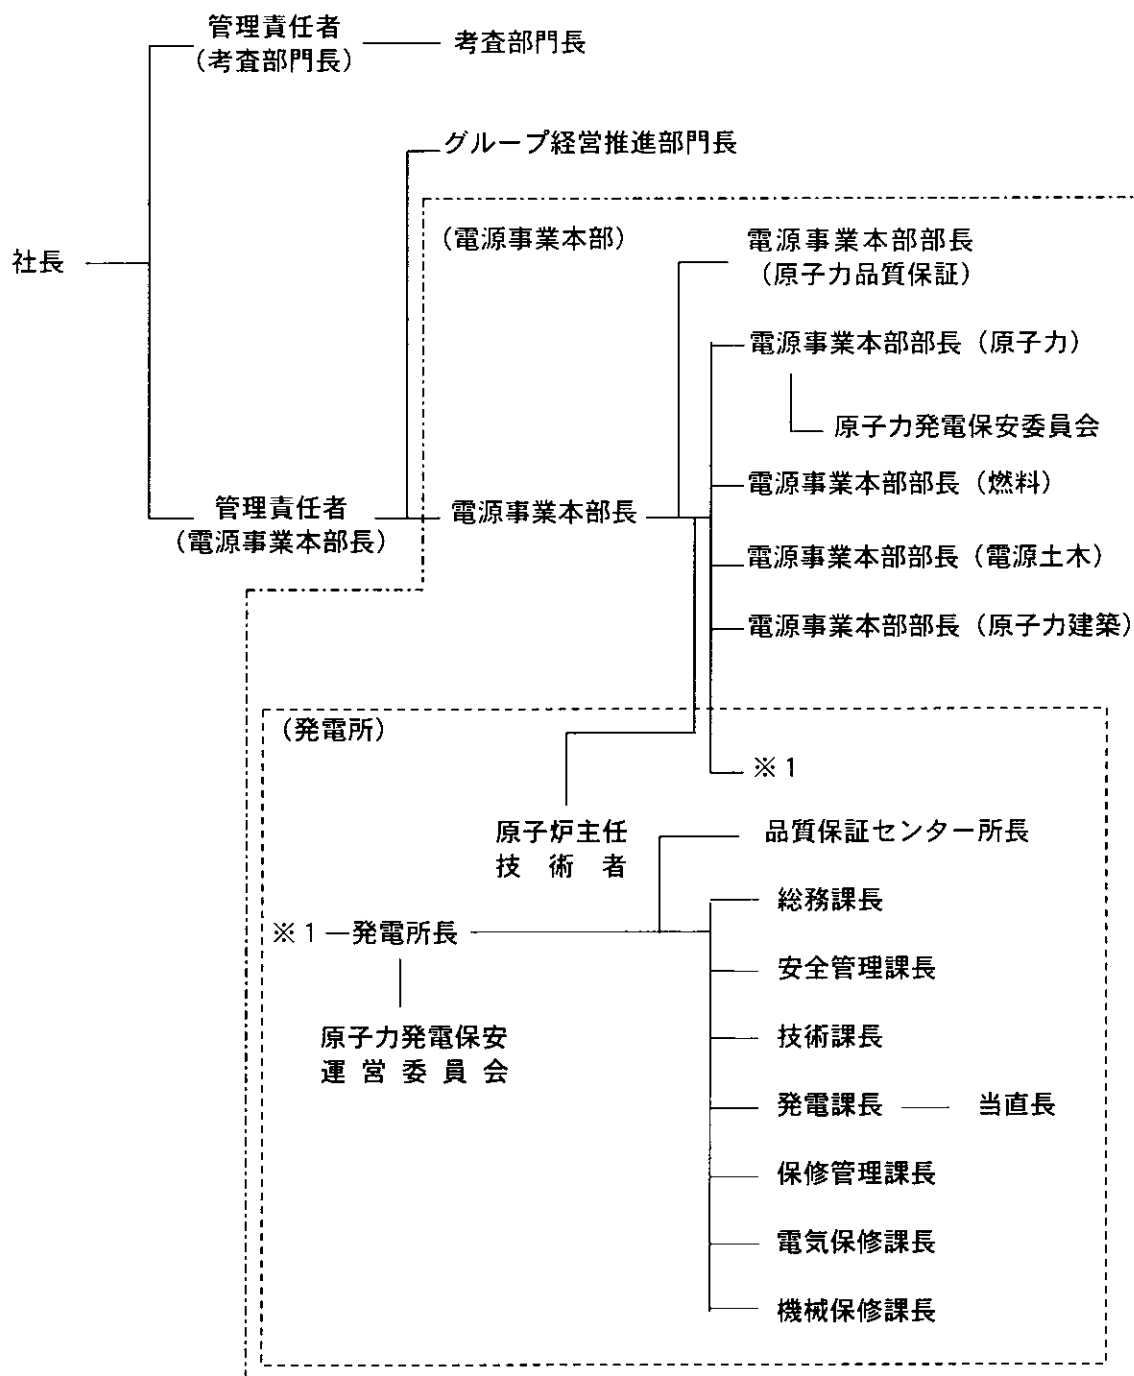 管理責任者
（考査部門長）
考査部門長
グループ経営推進部門長
（電源事業本部）
電源事業本部部長
（原子力品質保証）
社長
電源事業本部部長（原子力）
原子力発電保安委員会
電源事業本部部長（燃料）
管理責任者
（電源事業本部長）
電源事業本部長
電源事業本部部長（電源土木）
電源事業本部部長（原子力建築）
（発電所）
※１
原子炉主任
技術者
品質保証センター所長
総務課長
※１
発電所長
安全管理課長
原子力発電保安
運営委員会
技術課長
発電課長
当直長
保修管理課長
電気保修課長
機械保修課長